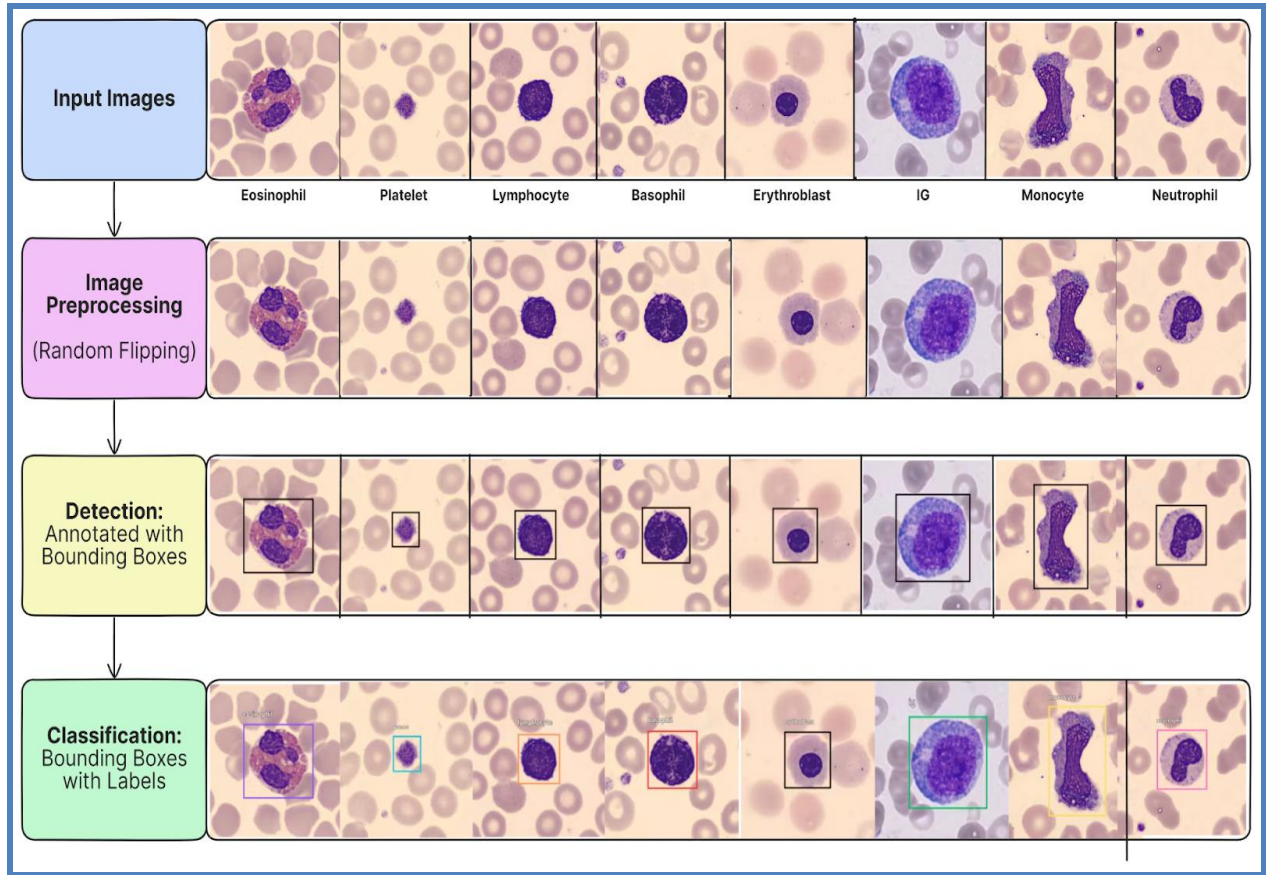 Input Images
Eosinophil
Platelet
Lymphocyte
Basophil
Erythroblast
IG
Monocyte
Neutrophil
Image
Preprocessing
(Random Flipping)
Detection:
Annotated with
Bounding Boxes
Classification:
Bounding Boxes
with Labels